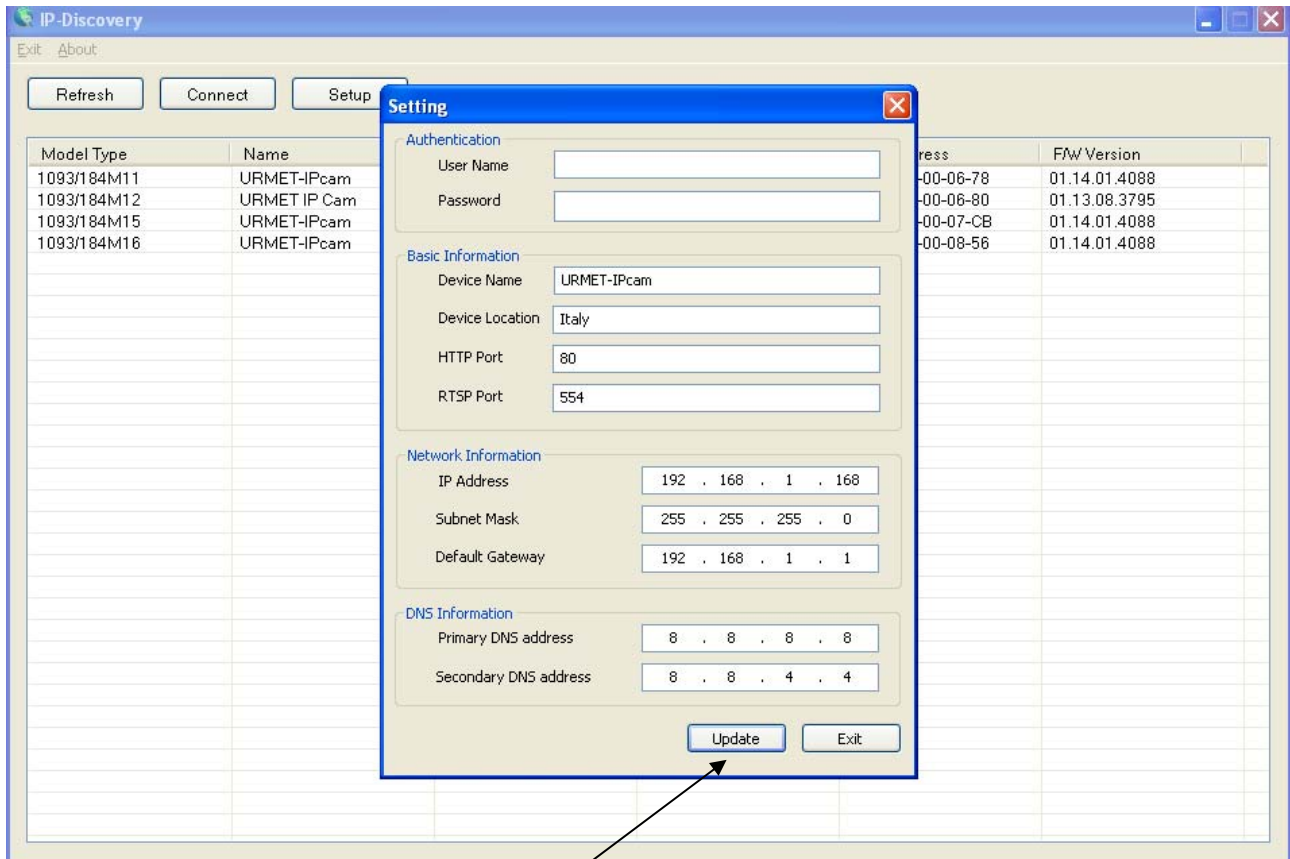 IP-Discovery
Exit About
Refresh Connect Setup
Model Type Name ress F/W Version
1093/184M11 URMET-IPcam -00-06-78 01.14.01.4088
1093/184M12 URMET IP Cam -00-06-80 01.13.08.3795
1093/184M15 URMET-IPcam -00-07-CB 01.14.01.4088
1093/184M16 URMET-IPcam -00-08-56 01.14.01.4088
Setting
Authentication
User Name
Password
Basic Information
Device Name URMET-IPcam
Device Location Italy
HTTP Port 80
RTSP Port 554
Network Information
IP Address 192 . 168 . 1 . 168
Subnet Mask 255 . 255 . 255 . 0
Default Gateway 192 . 168 . 1 . 1
DNS Information
Primary DNS address 8 . 8 . 8 . 8
Secondary DNS address 8 . 8 . 4 . 4
Update Exit